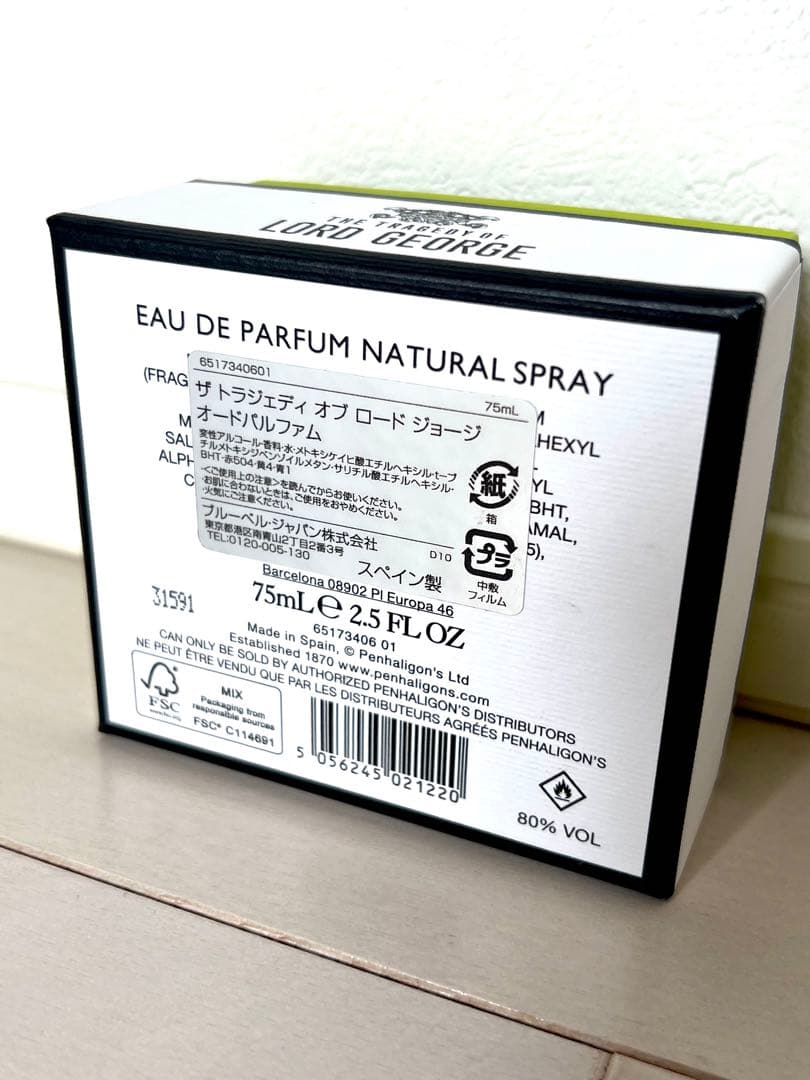 THE TRAGEDY OF
LORD GEORGE
EAU DE PARFUM NATURAL SPRAY
(FRAG
HEXYL
SAL
YL
ALPH
BHT,
AMAL,
5),
6517340601
75mL
ザ トラジェディ オブ ロード ジョージ
オードパルファム
変性アルコール・香料・水・メトキシケイヒ酸エチルヘキシル・t-ブ
チルメトキシジベンゾイルメタン・サリチル酸エチルヘキシル・
BHT・赤504・黄4・青1
<ご使用上の注意>を読んでからお使いください。
・お肌に合わないときは、ご使用をおやめください。
・火気にご注意ください。
ブルーベル・ジャパン株式会社
東京都港区南青山2丁目2番3号
TEL:0120-005-130
D10
スペイン製
紙
箱
プラ
中敷
フィルム
Barcelona 08902 Pl Europa 46
31591
75mL e 2.5 FL OZ
65173406 01
Made in Spain, © Penhaligon's Ltd
Established 1870 www.penhaligons.com
CAN ONLY BE SOLD BY AUTHORIZED PENHALIGON'S DISTRIBUTORS
NE PEUT ÊTRE VENDU QUE PAR LES DISTRIBUTEURS AGRÉÉS PENHALIGON'S
FSC
www.fsc.org
MIX
Packaging from
responsible sources
FSC® C114691
5 056245 021220
80% VOL